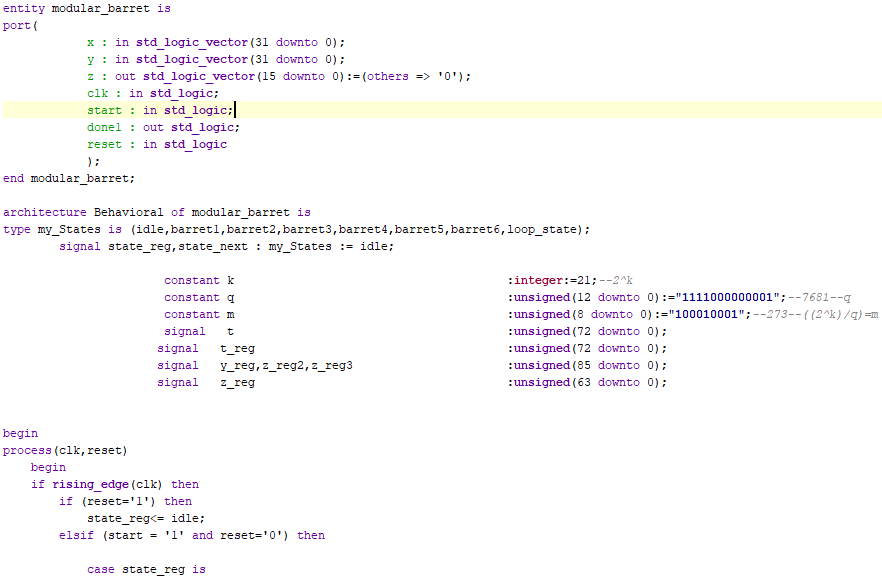 entity modular_barret is
port(
x : in std_logic_vector(31 downto 0);
y : in std_logic_vector(31 downto 0);
z : out std_logic_vector(15 downto 0):=(others => '0');
clk : in std_logic;
start : in std_logic;
done1 : out std_logic;
reset : in std_logic
);
end modular_barret;
architecture Behavioral of modular_barret is
type my_States is (idle,barret1,barret2,barret3,barret4,barret5,barret6,loop_state);
signal state_reg,state_next : my_States := idle;
constant k :integer:=21;--2^k
constant q :unsigned(12 downto 0):="1111000000001";--7681--q
constant m :unsigned(8 downto 0):="100010001";--273--((2^k)/q)=m
signal t :unsigned(72 downto 0);
signal t_reg :unsigned(72 downto 0);
signal y_reg,z_reg2,z_reg3 :unsigned(85 downto 0);
signal z_reg :unsigned(63 downto 0);
begin
process(clk,reset)
begin
if rising_edge(clk) then
if (reset='1') then
state_reg<= idle;
elsif (start = '1' and reset='0') then
case state_reg is